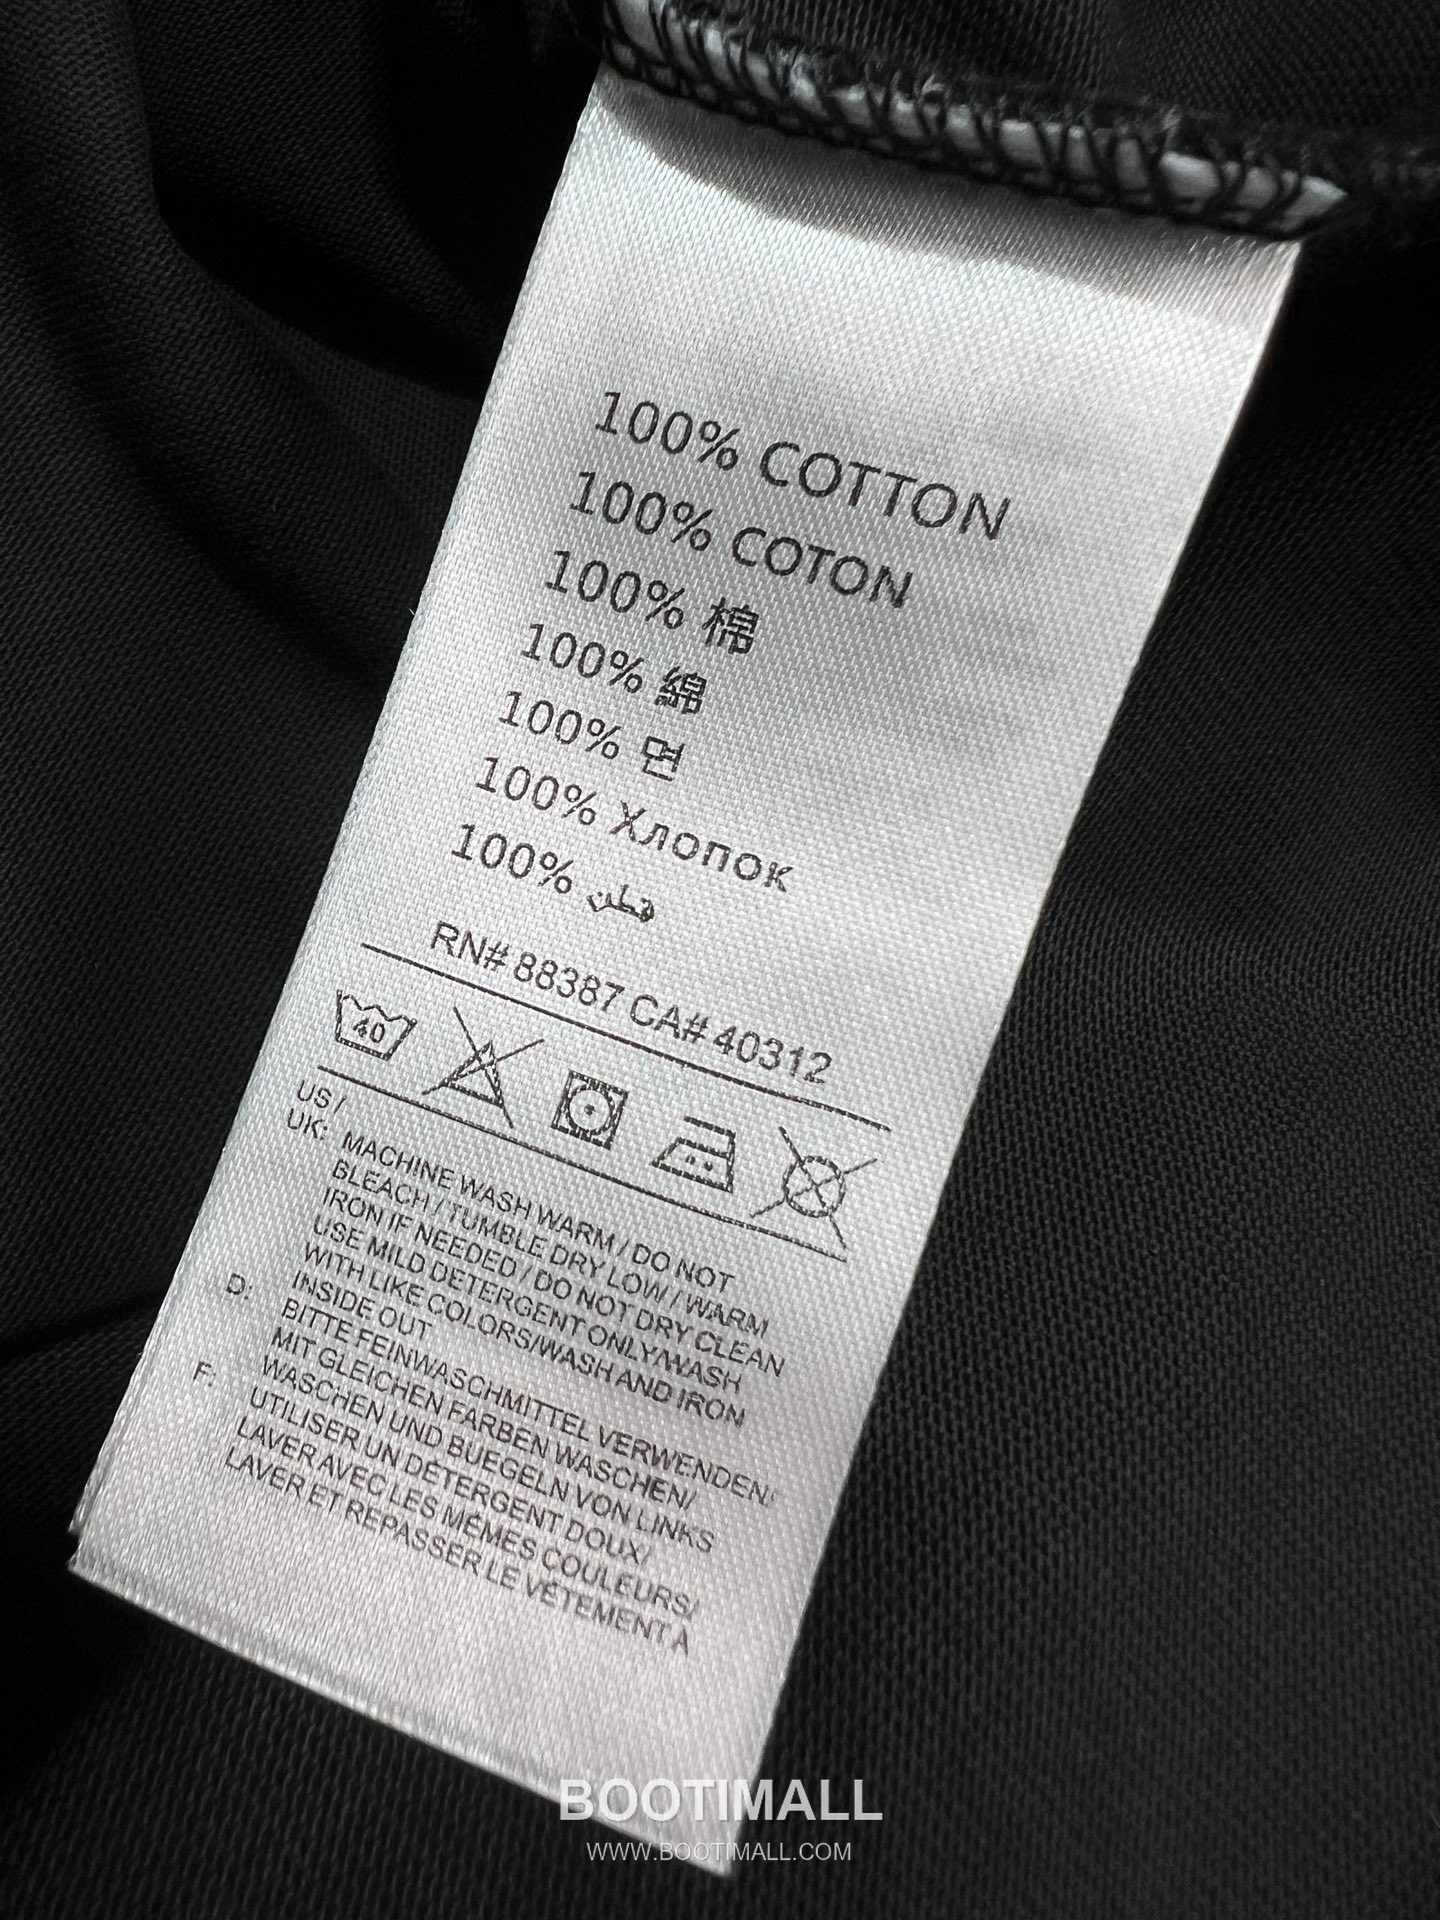 100% COTTON
100% COTON
100% 棉
100% 綿
100% 면
100% Хлопок
100% قطن
RN# 88387 CA# 40312
40
US /
UK: MACHINE WASH WARM / DO NOT
BLEACH / TUMBLE DRY LOW / WARM
IRON IF NEEDED / DO NOT DRY CLEAN
USE MILD DETERGENT ONLY/WASH
WITH LIKE COLORS/WASH AND IRON
INSIDE OUT
D: BITTE FEINWASCHMITTEL VERWENDEN/
MIT GLEICHEN FARBEN WASCHEN/
WASCHEN UND BUEGELN VON LINKS
F: UTILISER UN DÉTERGENT DOUX/
LAVER AVEC LES MÊMES COULEURS/
LAVER ET REPASSER LE VÊTEMENT À
BOOTIMALL
WWW.BOOTIMALL.COM